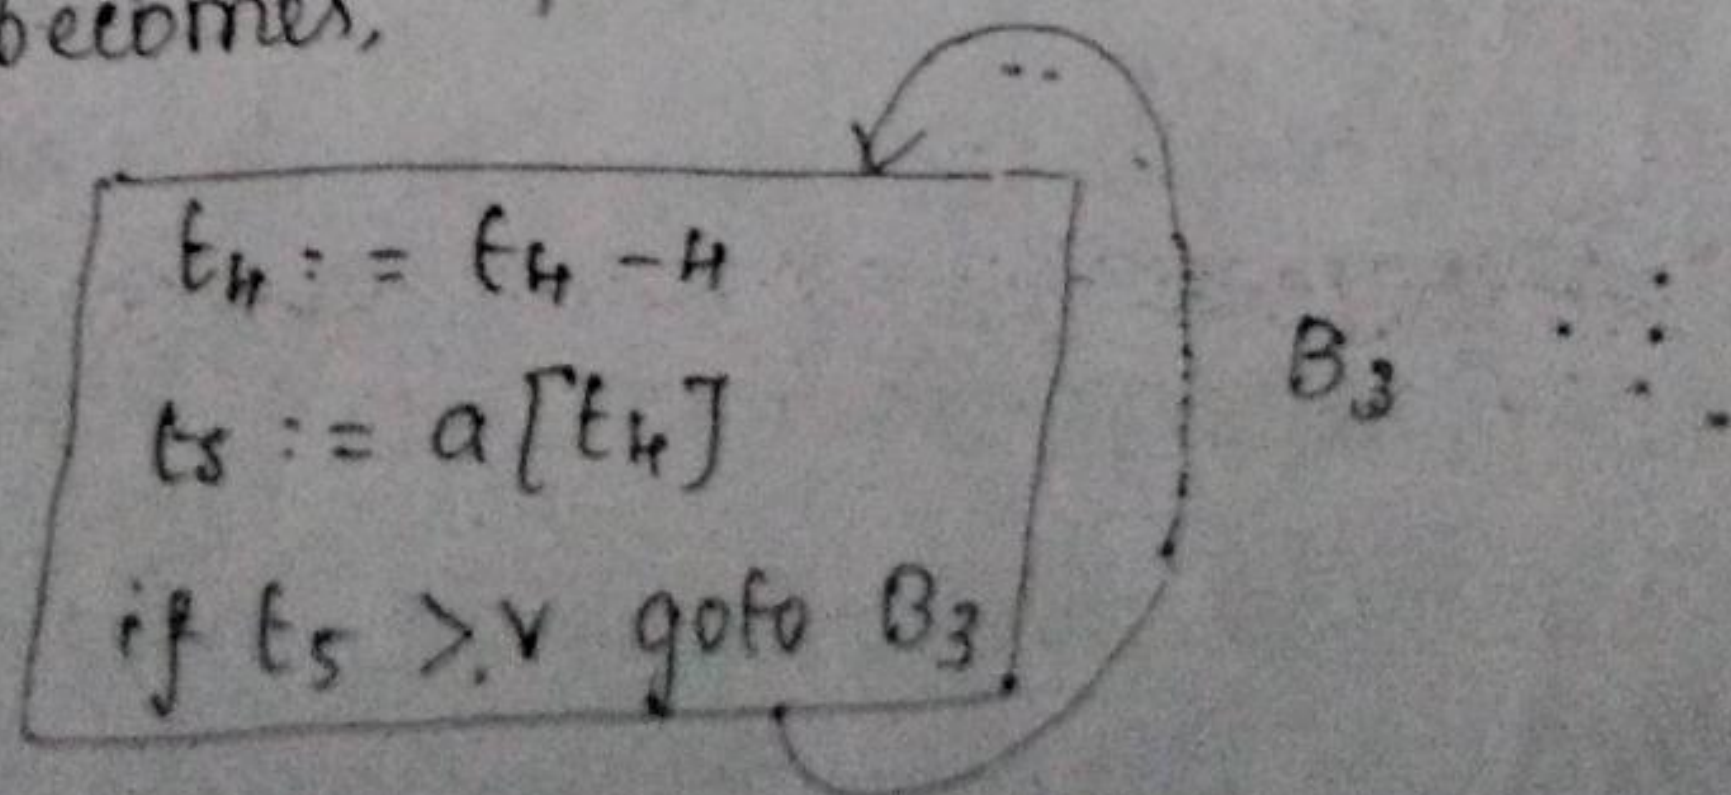 becomes,
t4 := t4 - 4
t5 := a[t4]
if t5 > v goto B3
B3